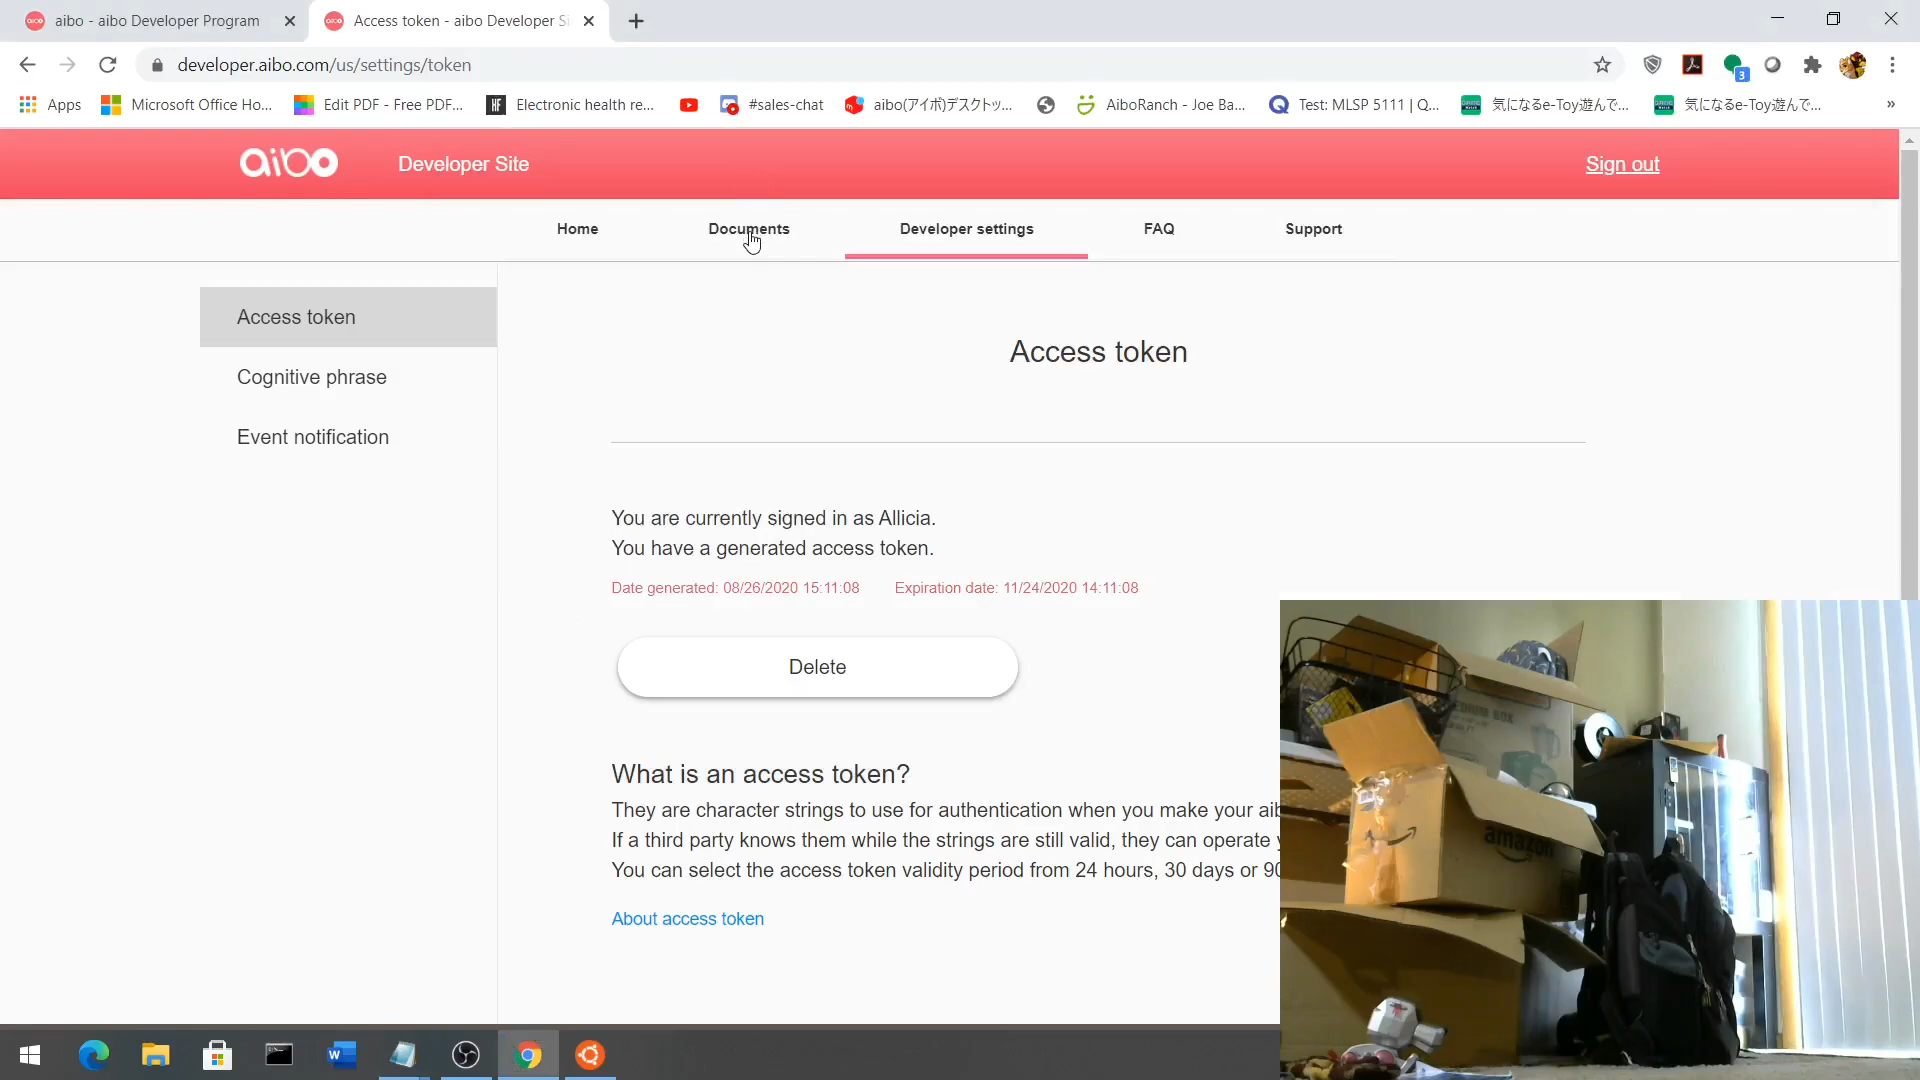 aibo - aibo Developer Program
Access token - aibo Developer Si
developer.aibo.com/us/settings/token
3
Apps
Microsoft Office Ho...
Edit PDF - Free PDF...
HF
Electronic health re...
#sales-chat
aibo(アイボ)デスクトッ...
AiboRanch - Joe Ba...
Test: MLSP 5111 | Q...
気になるe-Toy遊んで...
気になるe-Toy遊んで...
»
aibo
Developer Site
Sign out
Home
Documents
Developer settings
FAQ
Support
Access token
Cognitive phrase
Event notification
Access token
You are currently signed in as Allicia.
You have a generated access token.
Date generated: 08/26/2020 15:11:08
Expiration date: 11/24/2020 14:11:08
Delete
What is an access token?
They are character strings to use for authentication when you make your aib
If a third party knows them while the strings are still valid, they can operate y
You can select the access token validity period from 24 hours, 30 days or 90
About access token
amazon